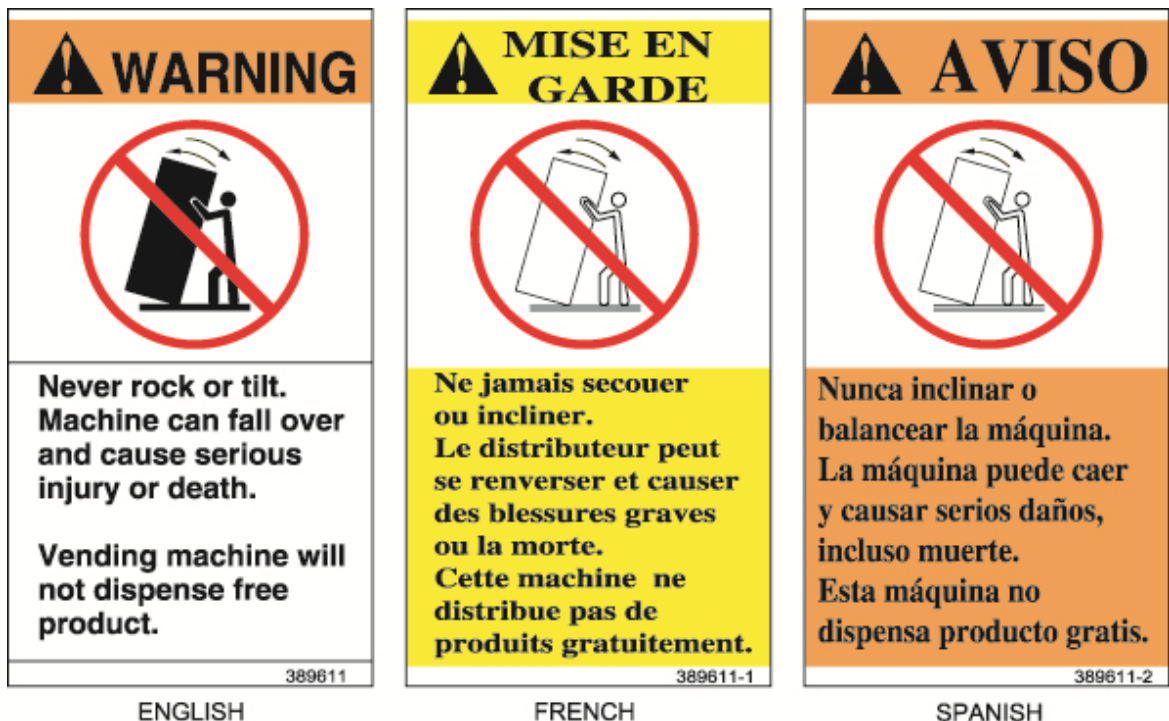 WARNING
Never rock or tilt.
Machine can fall over
and cause serious
injury or death.
Vending machine will
not dispense free
product.
389611
ENGLISH
MISE EN
GARDE
Ne jamais secouer
ou incliner.
Le distributeur peut
se renverser et causer
des blessures graves
ou la morte.
Cette machine ne
distribue pas de
produits gratuitement.
389611-1
FRENCH
AVISO
Nunca inclinar o
balancear la máquina.
La máquina puede caer
y causar serios daños,
incluso muerte.
Esta máquina no
dispensa producto gratis.
389611-2
SPANISH